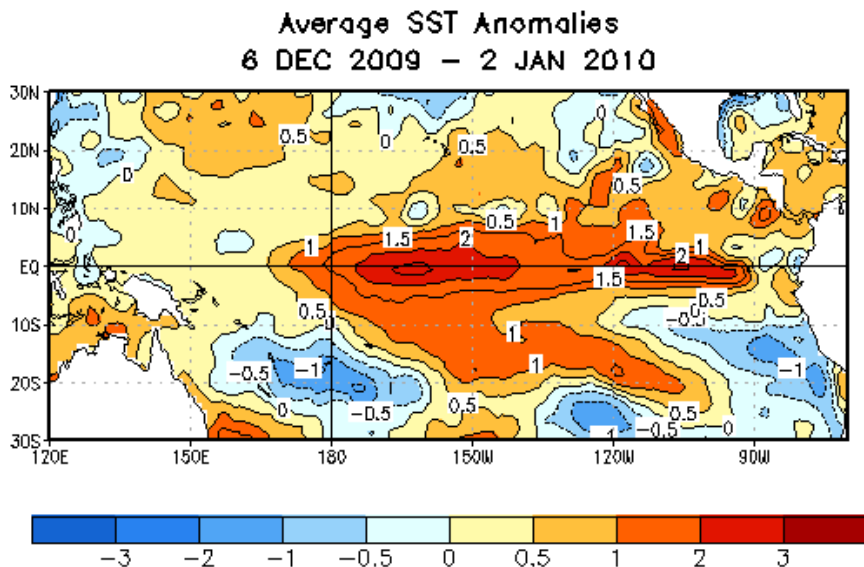 Average SST Anomalies
6 DEC 2009 – 2 JAN 2010
30N
20N
10N
EQ
10S
20S
30S
120E 150E 180 150W 120W 90W
0.5 0 0.5 0
0 0.5
0.5 1
0 1 1.5 2 1.5 1
2
1.5
0.5 0.5
0
-0.5
1
-1
-0.5 -1 1
-0.5 0.5 0.5
0 -0.5 0
-1
-3 -2 -1 -0.5 0 0.5 1 2 3